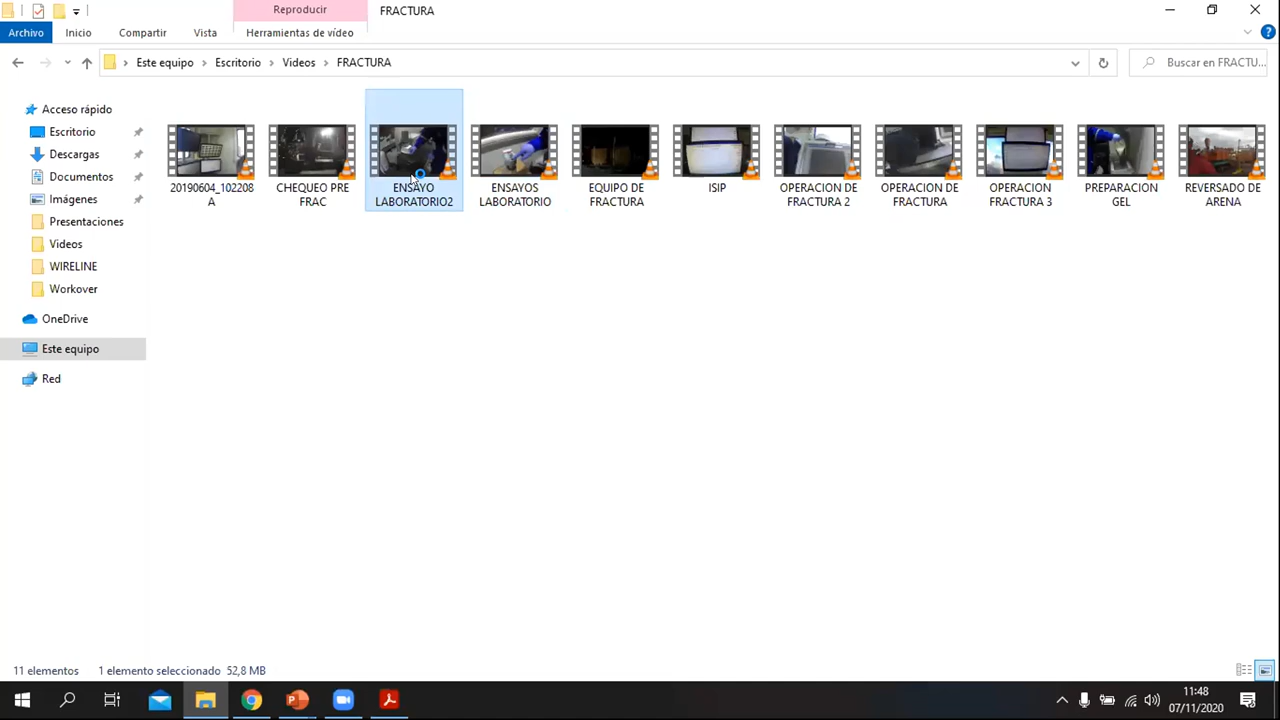 Reproducir
FRACTURA
Archivo
Inicio
Compartir
Vista
Herramientas de vídeo
Este equipo
Escritorio
Videos
FRACTURA
Buscar en FRACTU...
Acceso rápido
Escritorio
Descargas
Documentos
Imágenes
Presentaciones
Videos
WIRELINE
Workover
OneDrive
Este equipo
Red
20190604_102208
A
CHEQUEO PRE
FRAC
ENSAYO
LABORATORIO2
ENSAYOS
LABORATORIO
EQUIPO DE
FRACTURA
ISIP
OPERACION DE
FRACTURA 2
OPERACION DE
FRACTURA
OPERACION
FRACTURA 3
PREPARACION
GEL
REVERSADO DE
ARENA
11 elementos
1 elemento seleccionado 52,8 MB
11:48
07/11/2020